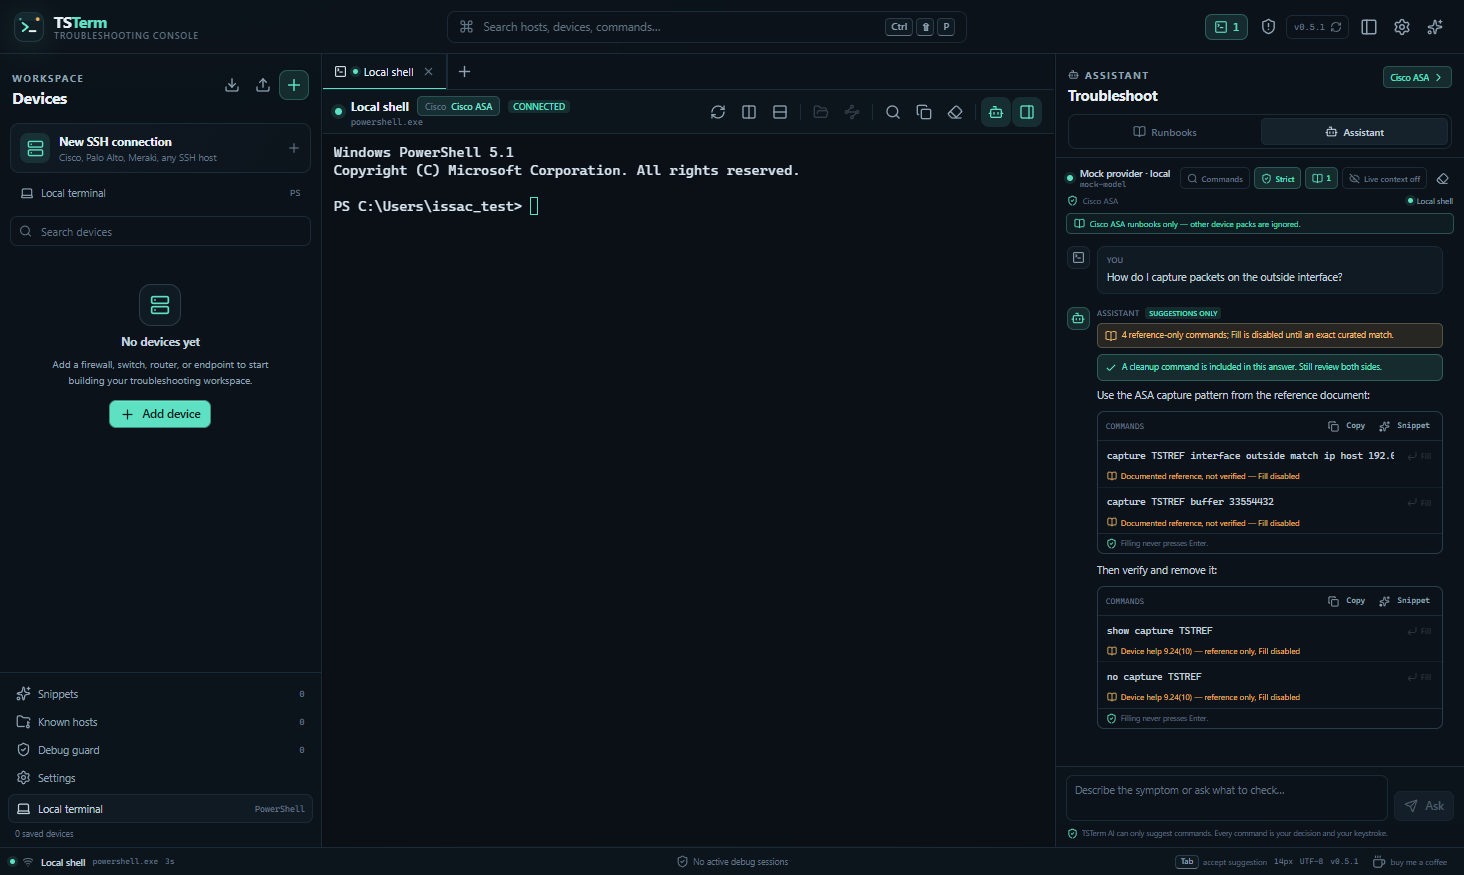 TSTerm
TROUBLESHOOTING CONSOLE
Search hosts, devices, commands...
Ctrl
P
1
v0.5.1
WORKSPACE
Devices
New SSH connection
Cisco, Palo Alto, Meraki, any SSH host
Local terminal
PS
Search devices
No devices yet
Add a firewall, switch, router, or endpoint to start
building your troubleshooting workspace.
Add device
Snippets
0
Known hosts
0
Debug guard
0
Settings
Local terminal
PowerShell
0 saved devices
Local shell
Local shell
Cisco Cisco ASA
CONNECTED
powershell.exe
Windows PowerShell 5.1
Copyright (C) Microsoft Corporation. All rights reserved.
PS C:\Users\issac_test>
ASSISTANT
Troubleshoot
Cisco ASA
Runbooks
Assistant
Mock provider · local
mock-model
Commands
Strict
1
Live context off
Cisco ASA
Local shell
Cisco ASA runbooks only — other device packs are ignored.
YOU
How do I capture packets on the outside interface?
ASSISTANT
SUGGESTIONS ONLY
4 reference-only commands; Fill is disabled until an exact curated match.
A cleanup command is included in this answer. Still review both sides.
Use the ASA capture pattern from the reference document:
COMMANDS
Copy
Snippet
capture TSTREF interface outside match ip host 192.0
Fill
Documented reference, not verified — Fill disabled
capture TSTREF buffer 33554432
Fill
Documented reference, not verified — Fill disabled
Filling never presses Enter.
Then verify and remove it:
COMMANDS
Copy
Snippet
show capture TSTREF
Fill
Device help 9.24(10) — reference only, Fill disabled
no capture TSTREF
Fill
Device help 9.24(10) — reference only, Fill disabled
Filling never presses Enter.
Describe the symptom or ask what to check...
Ask
TSTerm AI can only suggest commands. Every command is your decision and your keystroke.
Local shell
powershell.exe
3s
No active debug sessions
Tab
accept suggestion
14px
UTF-8
v0.5.1
buy me a coffee